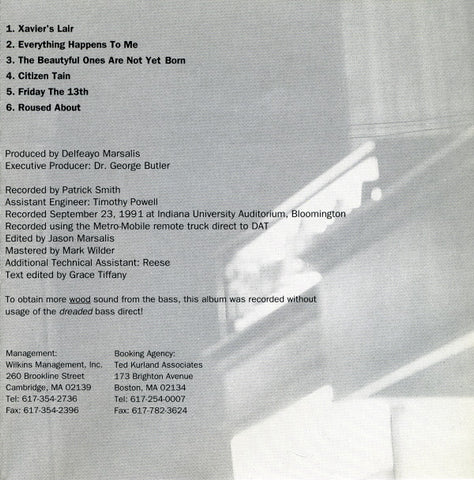 1. Xavier's Lair
2. Everything Happens To Me
3. The Beautyful Ones Are Not Yet Born
4. Citizen Tain
5. Friday The 13th
6. Roused About
Produced by Delfeayo Marsalis
Executive Producer: Dr. George Butler
Recorded by Patrick Smith
Assistant Engineer: Timothy Powell
Recorded September 23, 1991 at Indiana University Auditorium, Bloomington
Recorded using the Metro-Mobile remote truck direct to DAT
Edited by Jason Marsalis
Mastered by Mark Wilder
Additional Technical Assistant: Reese
Text edited by Grace Tiffany
To obtain more wood sound from the bass, this album was recorded without
usage of the dreaded bass direct!
Management:
Wilkins Management, Inc.
260 Brookline Street
Cambridge, MA 02139
Tel: 617-354-2736
Fax: 617-354-2396
Booking Agency:
Ted Kurland Associates
173 Brighton Avenue
Boston, MA 02134
Tel: 617-254-0007
Fax: 617-782-3624